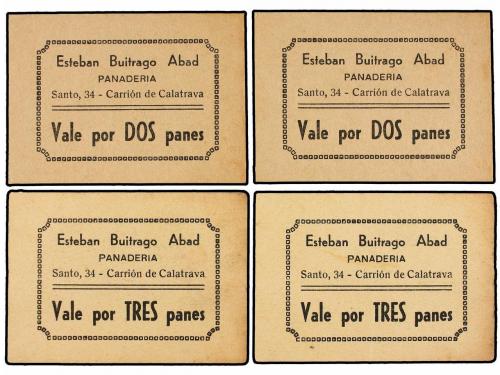 Esteban Buitrago Abad
PANADERIA
Santo, 34 - Carrión de Calatrava
Vale por DOS panes
Esteban Buitrago Abad
PANADERIA
Santo, 34 - Carrión de Calatrava
Vale por DOS panes
Esteban Buitrago Abad
PANADERIA
Santo, 34 - Carrión de Calatrava
Vale por TRES panes
Esteban Buitrago Abad
PANADERIA
Santo, 34 - Carrión de Calatrava
Vale por TRES panes